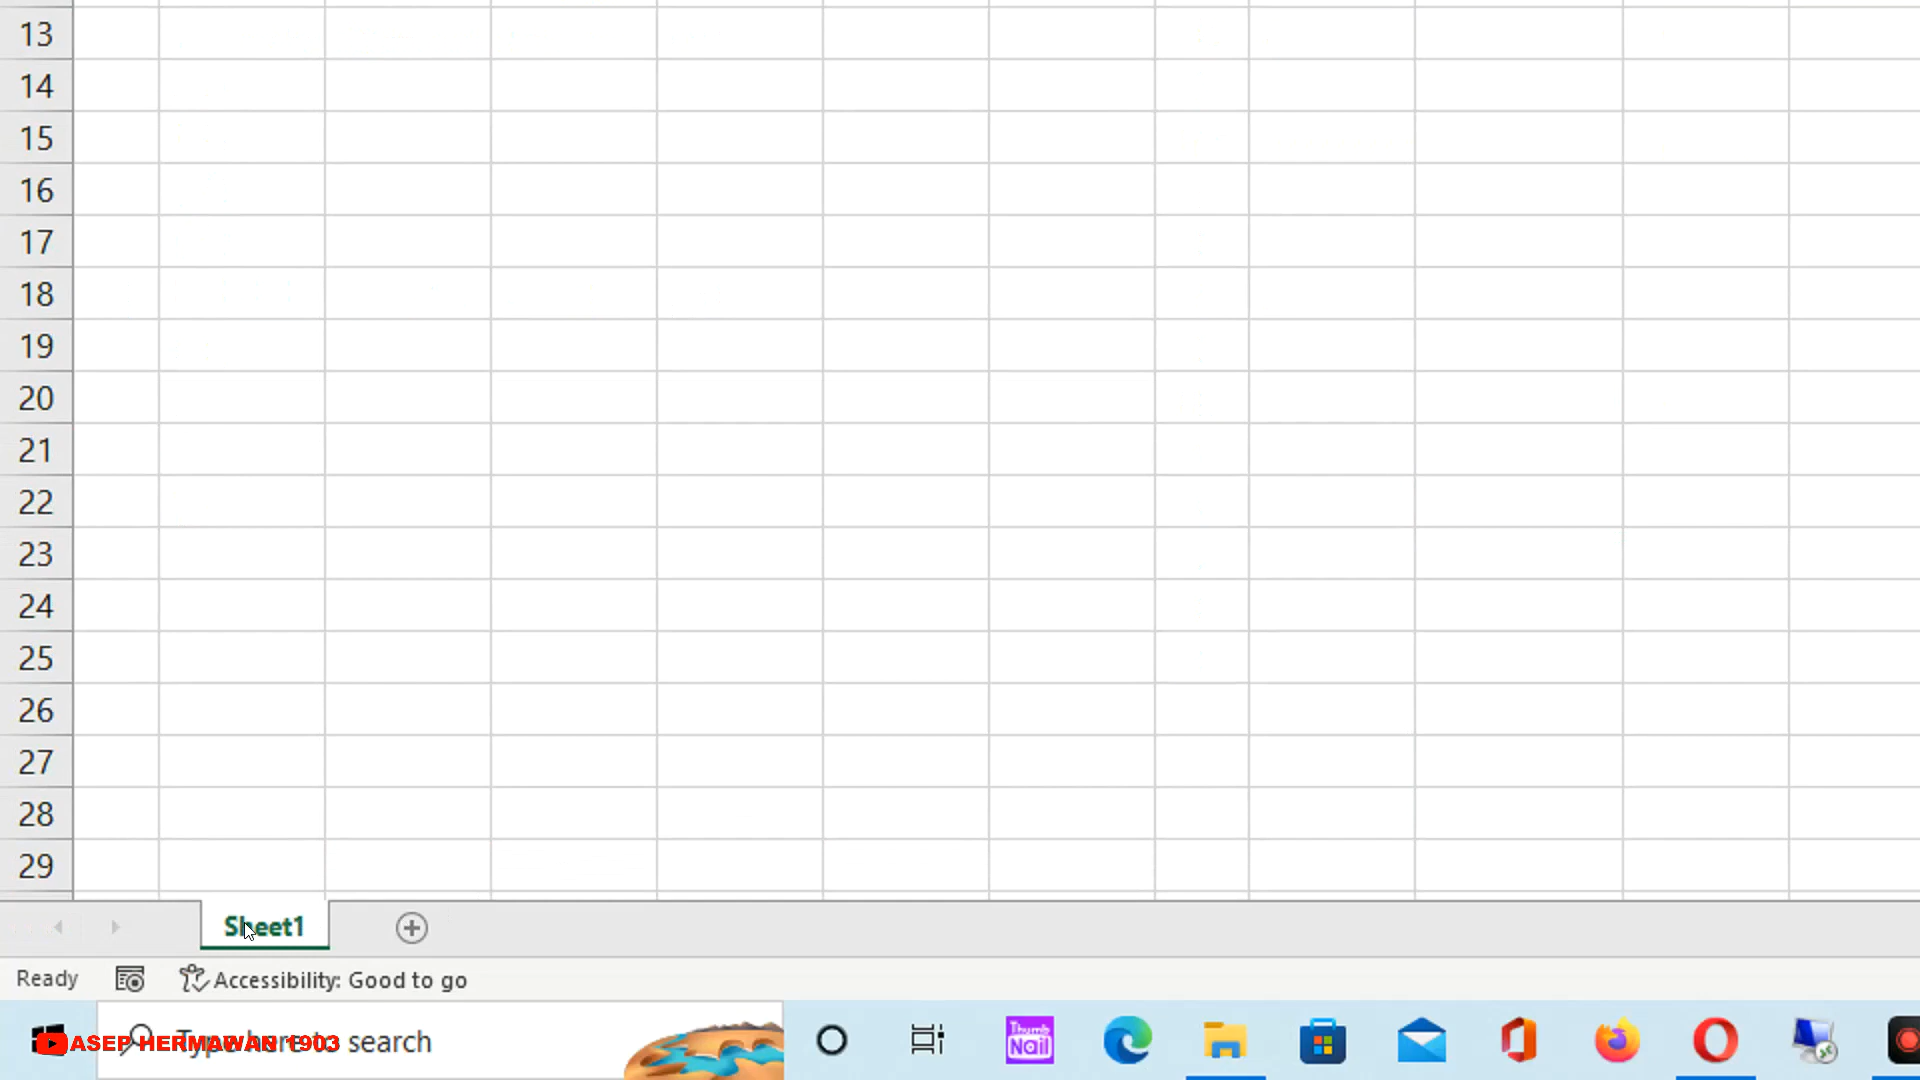 13
14
15
16
17
18
19
20
21
22
23
24
25
26
27
28
29
Sheet1
Ready
Accessibility: Good to go
Type here to search
ASEP HERMAWAN 1903
Thumb
Nail